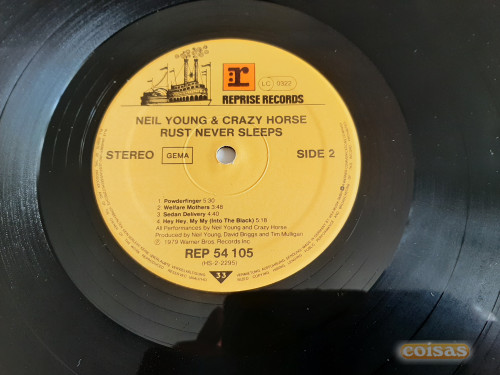 r
LC 0322
REPRISE RECORDS
NEIL YOUNG & CRAZY HORSE
RUST NEVER SLEEPS
STEREO GEMA SIDE 2
1 Powderfinger 5:30
2 Welfare Mothers 3:48
3 Sedan Delivery 4:40
4 Hey Hey, My My (Into The Black) 5:18
All Performances by Neil Young and Crazy Horse
Produced by Neil Young, David Briggs and Tim Mulligan
℗ 1979 Warner Bros. Records Inc
REP 54 105
(HS-2-2295)
33
coisas